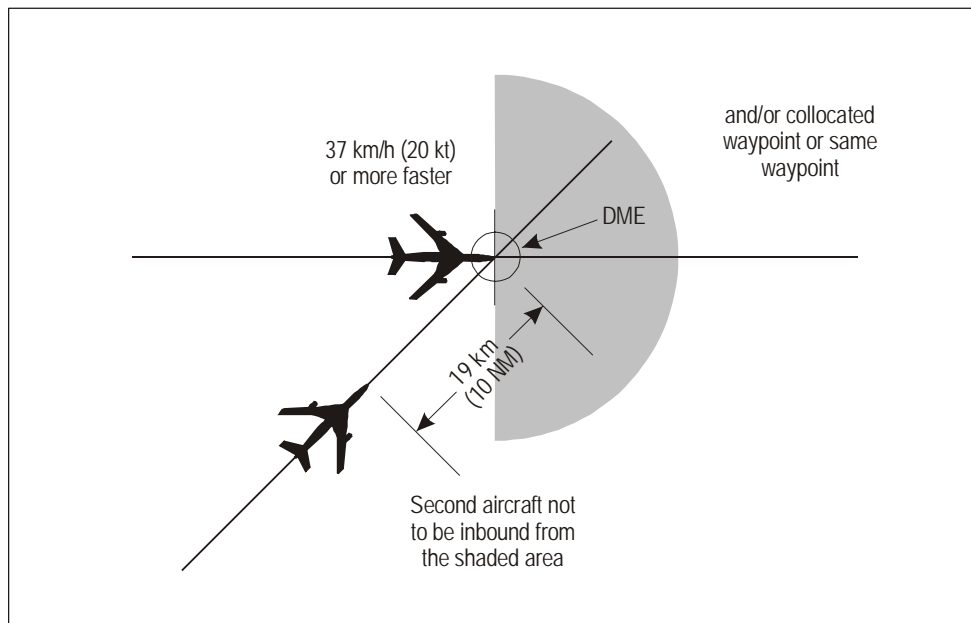 37 km/h (20 kt)
or more faster
and/or collocated
waypoint or same
waypoint
DME
19 km
(10 NM)
Second aircraft not
to be inbound from
the shaded area